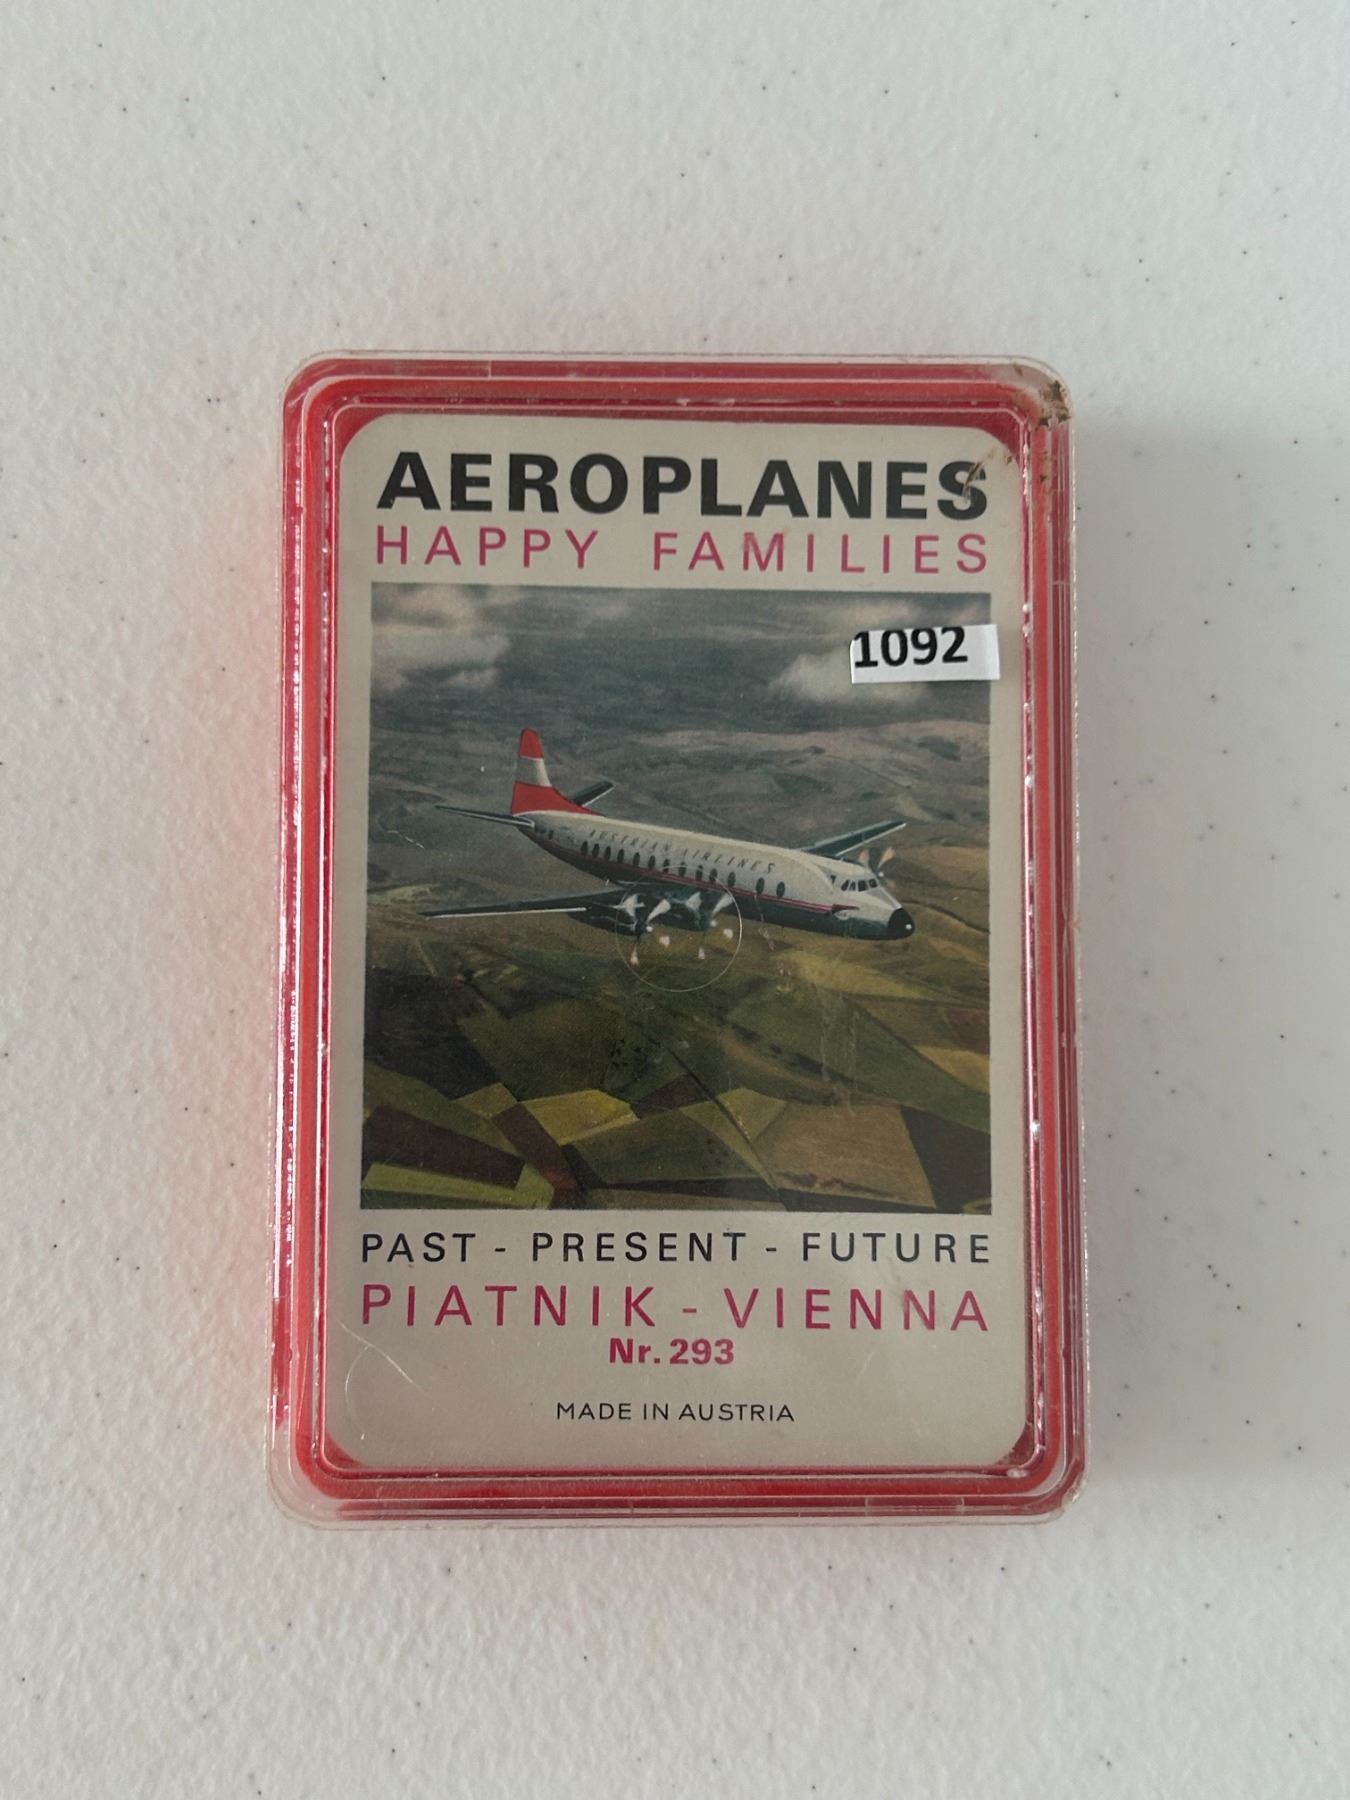 AEROPLANES
HAPPY FAMILIES
1092
AUSTRIAN AIRLINES
PAST - PRESENT - FUTURE
PIATNIK - VIENNA
Nr. 293
MADE IN AUSTRIA